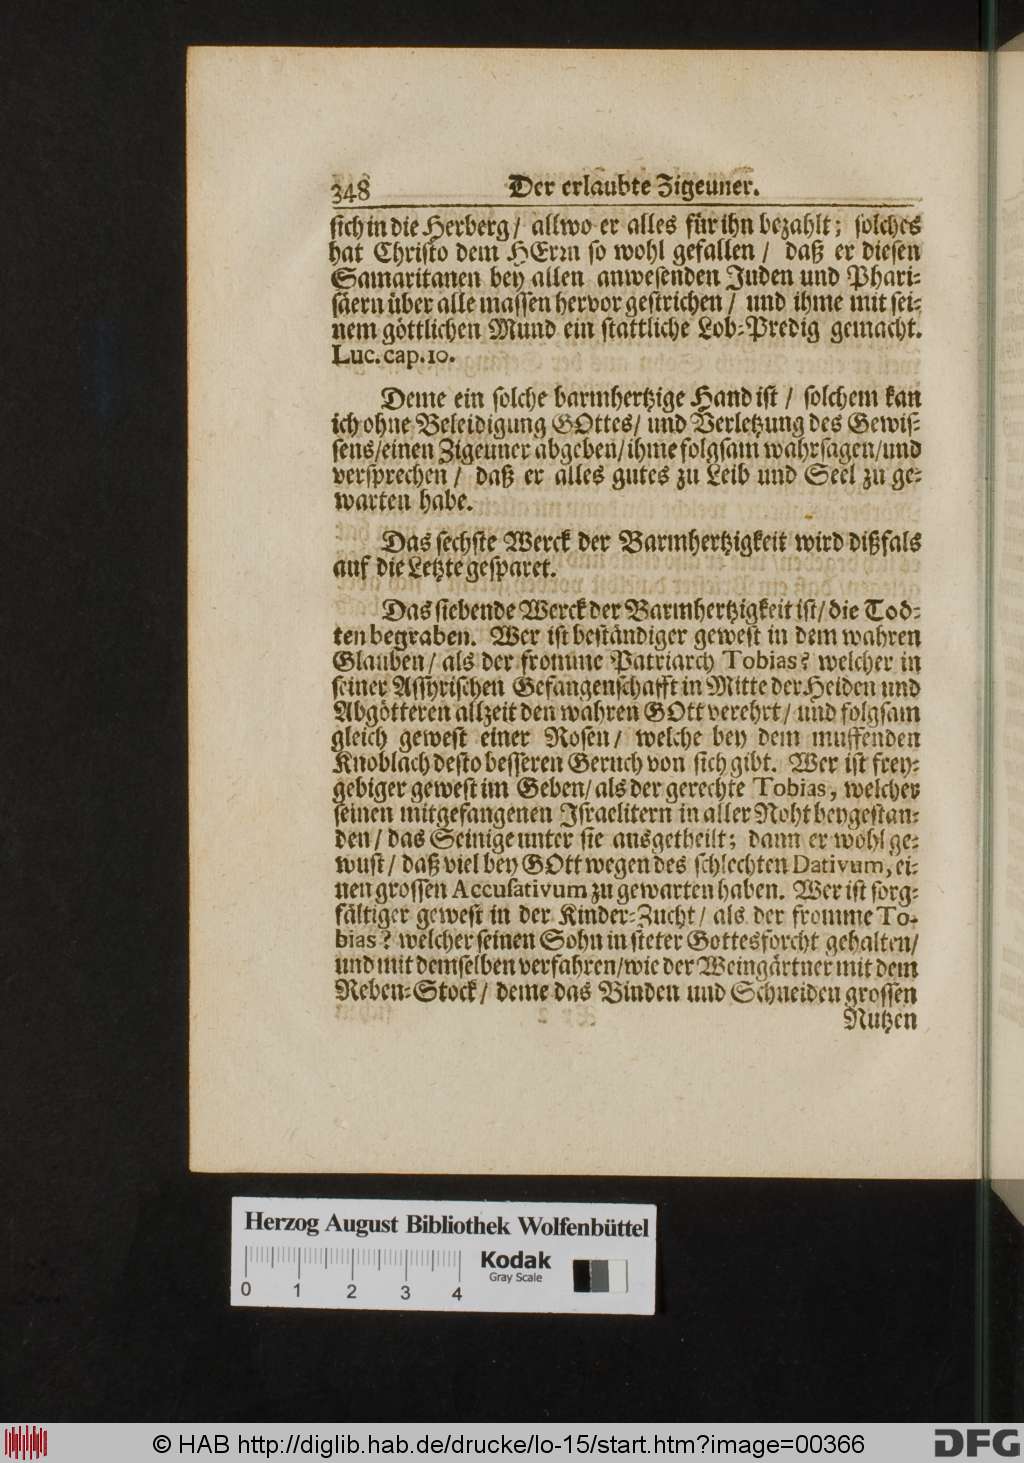 348 Der erlaubte Zigeuner.
sich in die Herberg/ allwo er alles für ihn bezahlt; solches
hat Christo dem HErrn so wohl gefallen / daß er diesen
Samaritanen bey allen anwesenden Juden und Phari-
säern über alle massen hervor gestrichen / und ihme mit sei-
nem göttlichen Mund ein stattliche Lob-Predig gemacht.
Luc. cap. 10.
Deme ein solche barmhertzige Hand ist / solchem kan
ich ohne Beleidigung GOttes/ und Verletzung des Gewis-
sens/einen Zigeuner abgeben/ihme folgsam wahrsagen/und
versprechen / daß er alles gutes zu Leib und Seel zu ge-
warten habe.
Das sechste Werck der Barmhertzigkeit wird dißfals
auf die Letzte gesparet.
Das siebende Werck der Barmhertzigkeit ist/ die Tod-
ten begraben. Wer ist beständiger gewest in dem wahren
Glauben/ als der fromme Patriarch Tobias? welcher in
seiner Assyrischen Gefangenschafft in Mitte der Heiden und
Abgötteren allzeit den wahren GOtt verehrt/ und folgsam
gleich gewest einer Rosen/ welche bey dem muffenden
Knoblach desto besseren Geruch von sich gibt. Wer ist frey-
gebiger gewest im Geben/ als der gerechte Tobias, welcher
seinen mitgefangenen Israelitern in aller Noht beygestan-
den/ das Seinige unter sie ausgetheilt; dann er wohl ge-
wust/ daß viel bey GOtt wegen des schlechten Dativum, ei-
nen grossen Accusativum zu gewarten haben. Wer ist sorg-
fältiger gewest in der Kinder-Zucht/ als der fromme To-
bias? welcher seinen Sohn in steter Gottesforcht gehalten/
und mit demselben verfahren/wie der Weingärtner mit dem
Reben-Stock/ deme das Binden und Schneiden grossen
Nutzen
Herzog August Bibliothek Wolfenbüttel
Kodak
Gray Scale
0 1 2 3 4
© HAB http://diglib.hab.de/drucke/lo-15/start.htm?image=00366
DFG